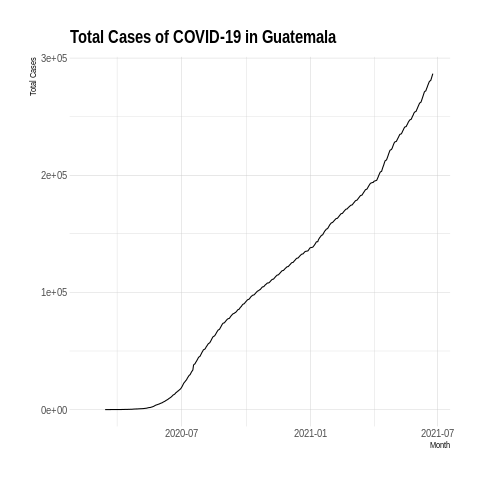 Total Cases of COVID-19 in Guatemala
Total Cases
3e+05
2e+05
1e+05
0e+00
2020-07
2021-01
2021-07
Month